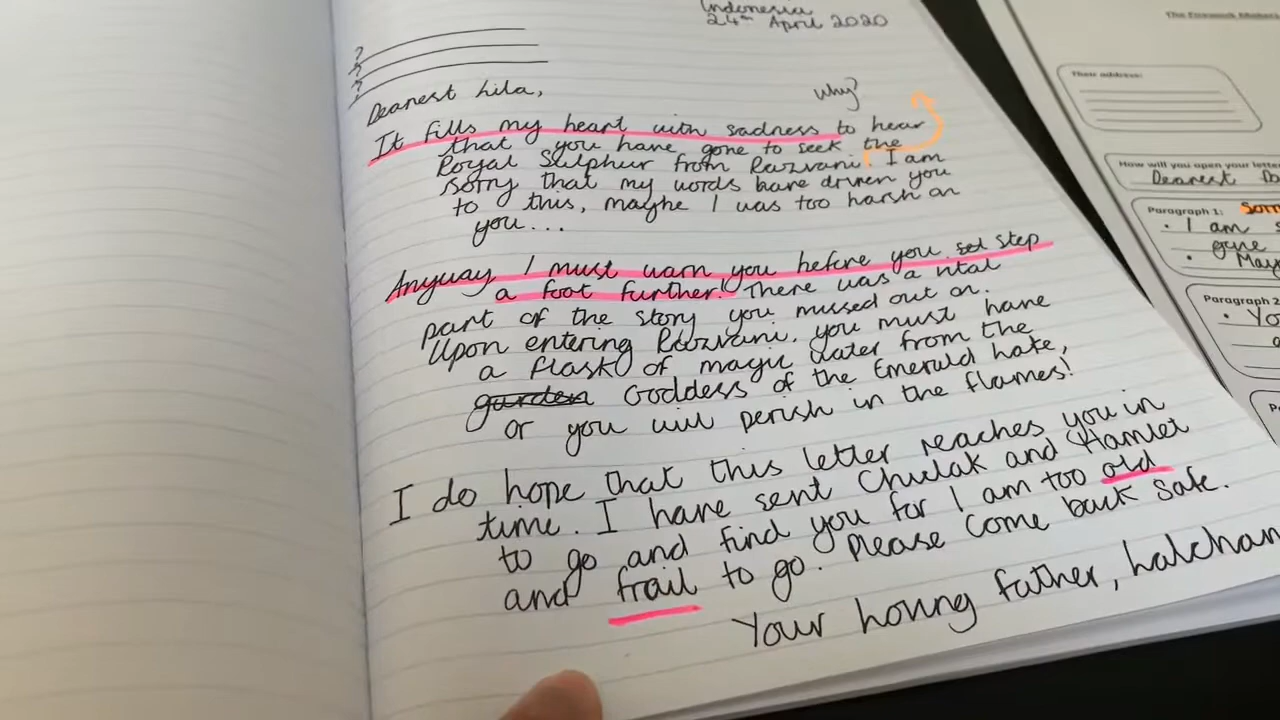 Indonesia
24th April 2020
?
?
?
?
Dearest Lila,
why?
It fills my heart with sadness to hear
that you have gone to seek the
Royal Sulphur from Razvani. I am
sorry that my words have driven you
to this, maybe I was too harsh on
you...
Anyway I must warn you before you set step
a foot further! There was a vital
part of the story you missed out on.
Upon entering Razvani, you must have
a flask of magic water from the
garden Goddess of the Emerald Lake,
or you will perish in the flames!
I do hope that this letter reaches you in
time. I have sent Chulak and Hamlet
to go and find you for I am too old
and frail to go. Please come back safe.
Your loving father, Lalchan
The Firework Maker's
Their address:
How will you open your letter
Dearest
Paragraph 1:
• I am
gone
• May
Paragraph 2
• Yo